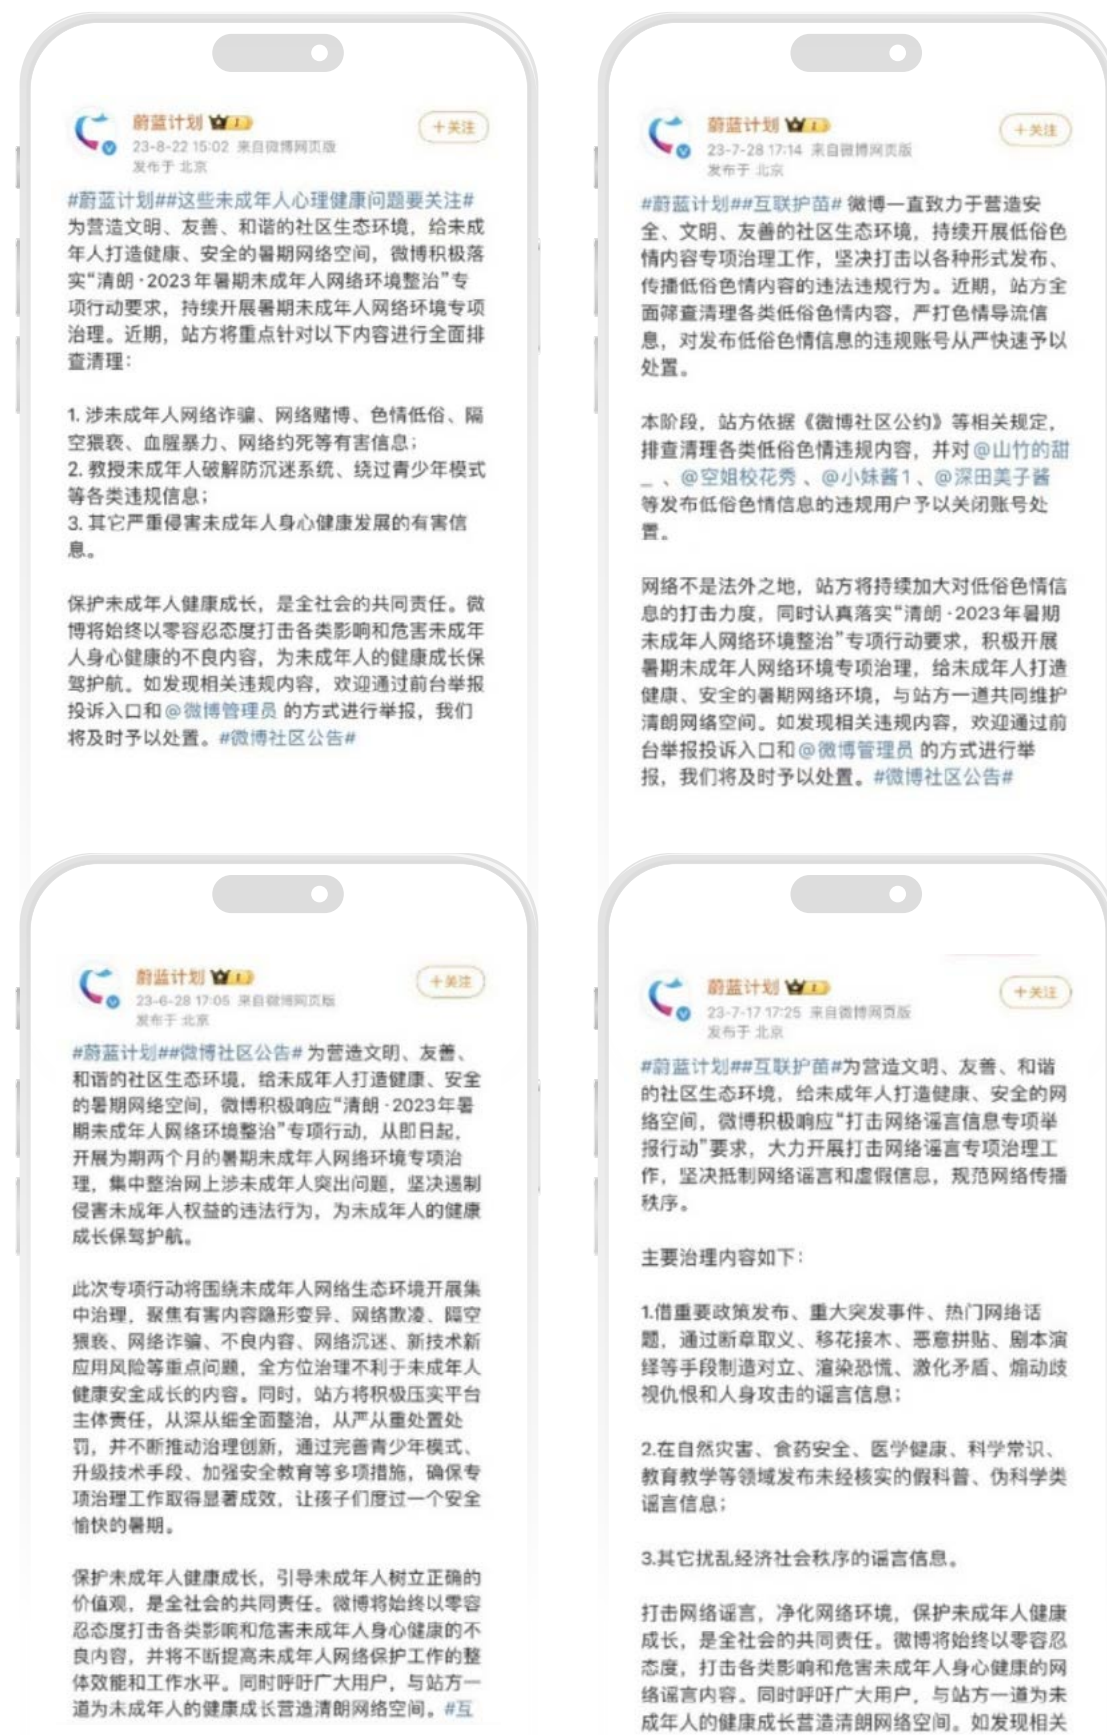 蔚蓝计划
＋关注
23-8-22 15:02 来自微博网页版
发布于 北京
#蔚蓝计划##这些未成年人心理健康问题要关注#
为营造文明、友善、和谐的社区生态环境，给未成
年人打造健康、安全的暑期网络空间，微博积极落
实“清朗·2023年暑期未成年人网络环境整治”专
项行动要求，持续开展暑期未成年人网络环境专项
治理。近期，站方将重点针对以下内容进行全面排
查清理：
1. 涉未成年人网络诈骗、网络赌博、色情低俗、隔
空猥亵、血腥暴力、网络约死等有害信息；
2. 教授未成年人破解防沉迷系统、绕过青少年模式
等各类违规信息；
3. 其它严重侵害未成年人身心健康发展的有害信
息。
保护未成年人健康成长，是全社会的共同责任。微
博将始终以零容忍态度打击各类影响和危害未成年
人身心健康的不良内容，为未成年人的健康成长保
驾护航。如发现相关违规内容，欢迎通过前台举报
投诉入口和@微博管理员 的方式进行举报，我们
将及时予以处置。#微博社区公告#
蔚蓝计划
＋关注
23-7-28 17:14 来自微博网页版
发布于 北京
#蔚蓝计划##互联护苗# 微博一直致力于营造安
全、文明、友善的社区生态环境，持续开展低俗色
情内容专项治理工作，坚决打击以各种形式发布、
传播低俗色情内容的违法违规行为。近期，站方全
面筛查清理各类低俗色情内容，严打色情导流信
息，对发布低俗色情信息的违规账号从严快速予以
处置。
本阶段，站方依据《微博社区公约》等相关规定，
排查清理各类低俗色情违规内容，并对@山竹的甜
_ 、@空姐校花秀 、@小妹酱1 、@深田美子酱
等发布低俗色情信息的违规用户予以关闭账号处
置。
网络不是法外之地，站方将持续加大对低俗色情信
息的打击力度，同时认真落实“清朗·2023年暑期
未成年人网络环境整治”专项行动要求，积极开展
暑期未成年人网络环境专项治理，给未成年人打造
健康、安全的暑期网络环境，与站方一道共同维护
清朗网络空间。如发现相关违规内容，欢迎通过前
台举报投诉入口和@微博管理员 的方式进行举
报，我们将及时予以处置。#微博社区公告#
蔚蓝计划
＋关注
23-6-28 17:05 来自微博网页版
发布于 北京
#蔚蓝计划##微博社区公告# 为营造文明、友善、
和谐的社区生态环境，给未成年人打造健康、安全
的暑期网络空间，微博积极响应“清朗·2023年暑
期未成年人网络环境整治”专项行动，从即日起，
开展为期两个月的暑期未成年人网络环境专项治
理，集中整治网上涉未成年人突出问题，坚决遏制
侵害未成年人权益的违法行为，为未成年人的健康
成长保驾护航。
此次专项行动将围绕未成年人网络生态环境开展集
中治理，聚焦有害内容隐形变异、网络欺凌、隔空
猥亵、网络诈骗、不良内容、网络沉迷、新技术新
应用风险等重点问题，全方位治理不利于未成年人
健康安全成长的内容。同时，站方将积极压实平台
主体责任，从深从细全面整治，从严从重处置处
罚，并不断推动治理创新，通过完善青少年模式、
升级技术手段、加强安全教育等多项措施，确保专
项治理工作取得显著成效，让孩子们度过一个安全
愉快的暑期。
保护未成年人健康成长，引导未成年人树立正确的
价值观，是全社会的共同责任。微博将始终以零容
忍态度打击各类影响和危害未成年人身心健康的不
良内容，并将不断提高未成年人网络保护工作的整
体效能和工作水平。同时呼吁广大用户，与站方一
道为未成年人的健康成长营造清朗网络空间。#互
蔚蓝计划
＋关注
23-7-17 17:25 来自微博网页版
发布于 北京
#蔚蓝计划##互联护苗#为营造文明、友善、和谐
的社区生态环境，给未成年人打造健康、安全的网
络空间，微博积极响应“打击网络谣言信息专项举
报行动”要求，大力开展打击网络谣言专项治理工
作，坚决抵制网络谣言和虚假信息，规范网络传播
秩序。
主要治理内容如下：
1.借重要政策发布、重大突发事件、热门网络话
题，通过断章取义、移花接木、恶意拼贴、剧本演
绎等手段制造对立、渲染恐慌、激化矛盾、煽动歧
视仇恨和人身攻击的谣言信息；
2.在自然灾害、食药安全、医学健康、科学常识、
教育教学等领域发布未经核实的假科普、伪科学类
谣言信息；
3.其它扰乱经济社会秩序的谣言信息。
打击网络谣言，净化网络环境，保护未成年人健康
成长，是全社会的共同责任。微博将始终以零容忍
态度，打击各类影响和危害未成年人身心健康的网
络谣言内容。同时呼吁广大用户，与站方一道为未
成年人的健康成长营造清朗网络空间。如发现相关